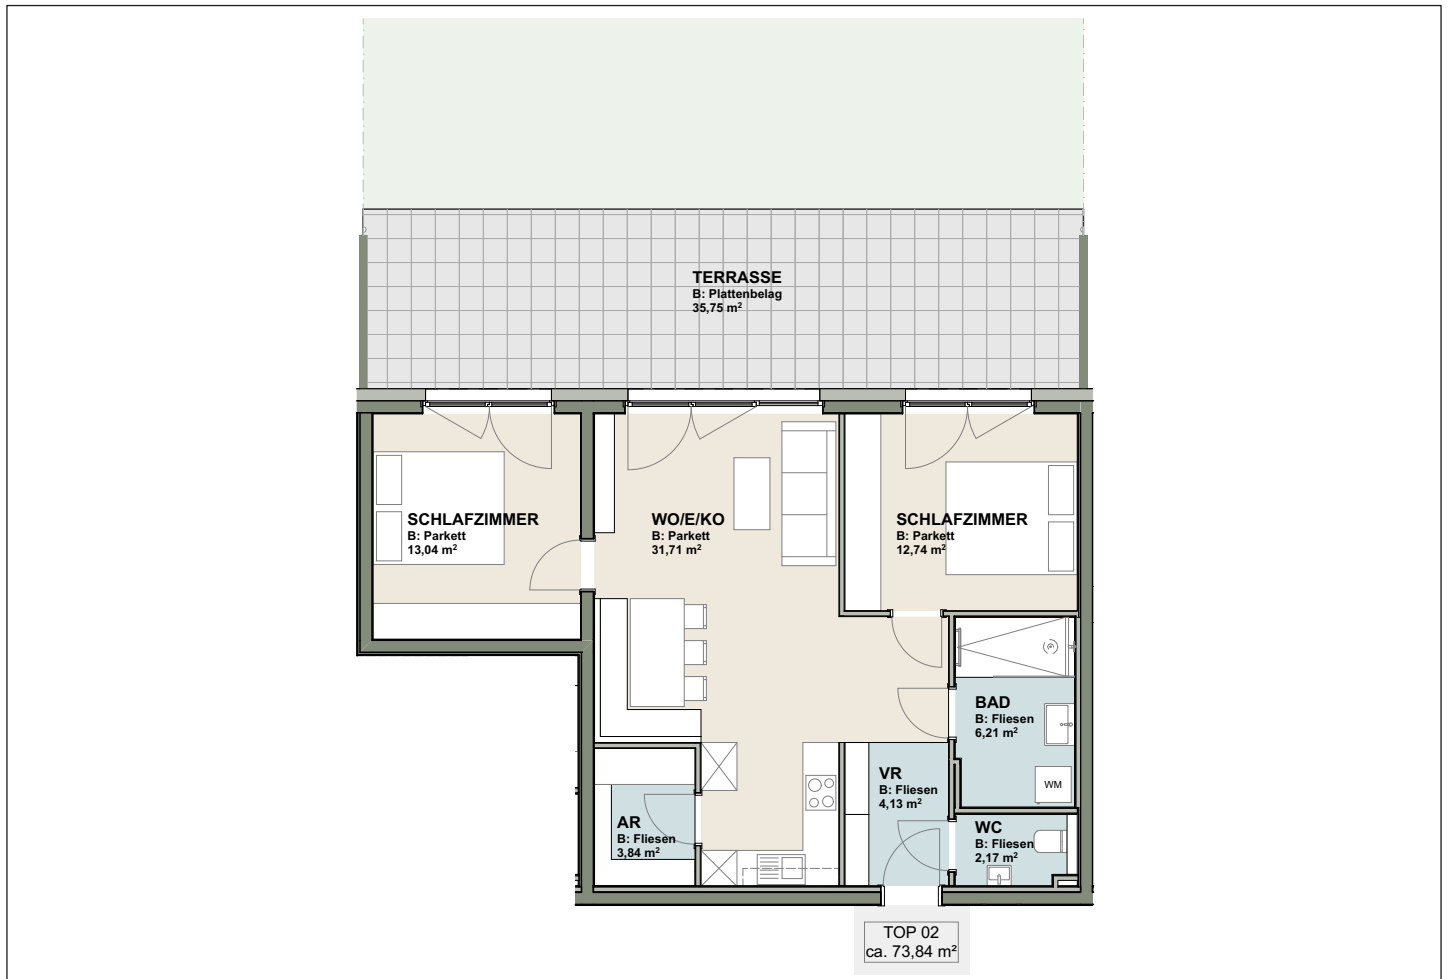 TERRASSE
B: Plattenbelag
35,75 m²
SCHLAFZIMMER
B: Parkett
13,04 m²
WO/E/KO
B: Parkett
31,71 m²
SCHLAFZIMMER
B: Parkett
12,74 m²
BAD
B: Fliesen
6,21 m²
WM
VR
B: Fliesen
4,13 m²
AR
B: Fliesen
3,84 m²
WC
B: Fliesen
2,17 m²
TOP 02
ca. 73,84 m²